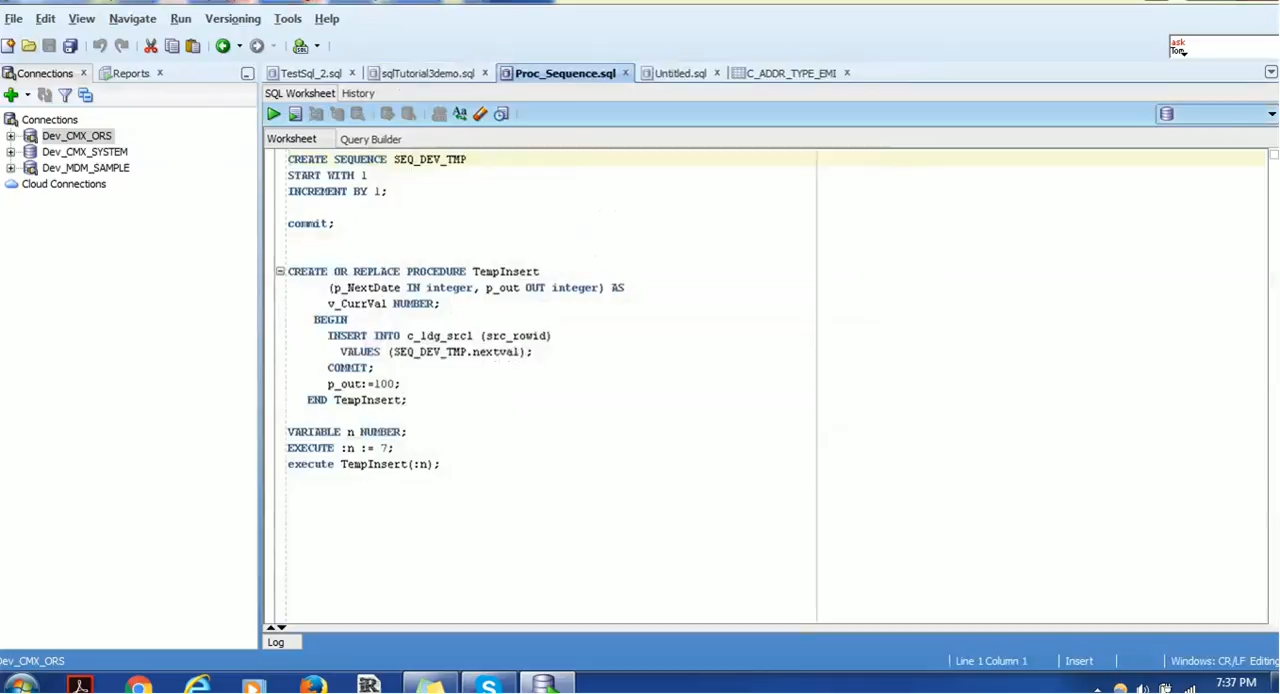 File Edit View Navigate Run Versioning Tools Help
ask
Tom
Connections Reports
TestSql_2.sql sqlTutorial3demo.sql Proc_Sequence.sql Untitled.sql C_ADDR_TYPE_EMI
SQL Worksheet History
Worksheet Query Builder
Connections
Dev_CMX_ORS
Dev_CMX_SYSTEM
Dev_MDM_SAMPLE
Cloud Connections
CREATE SEQUENCE SEQ_DEV_TMP
START WITH 1
INCREMENT BY 1;
commit;
CREATE OR REPLACE PROCEDURE TempInsert
(p_NextDate IN integer, p_out OUT integer) AS
v_CurrVal NUMBER;
BEGIN
INSERT INTO c_ldg_src1 (src_rowid)
VALUES (SEQ_DEV_TMP.nextval);
COMMIT;
p_out:=100;
END TempInsert;
VARIABLE n NUMBER;
EXECUTE :n := 7;
execute TempInsert(:n);
Log
Dev_CMX_ORS Line 1 Column 1 Insert Windows: CR/LF Editing
7:37 PM